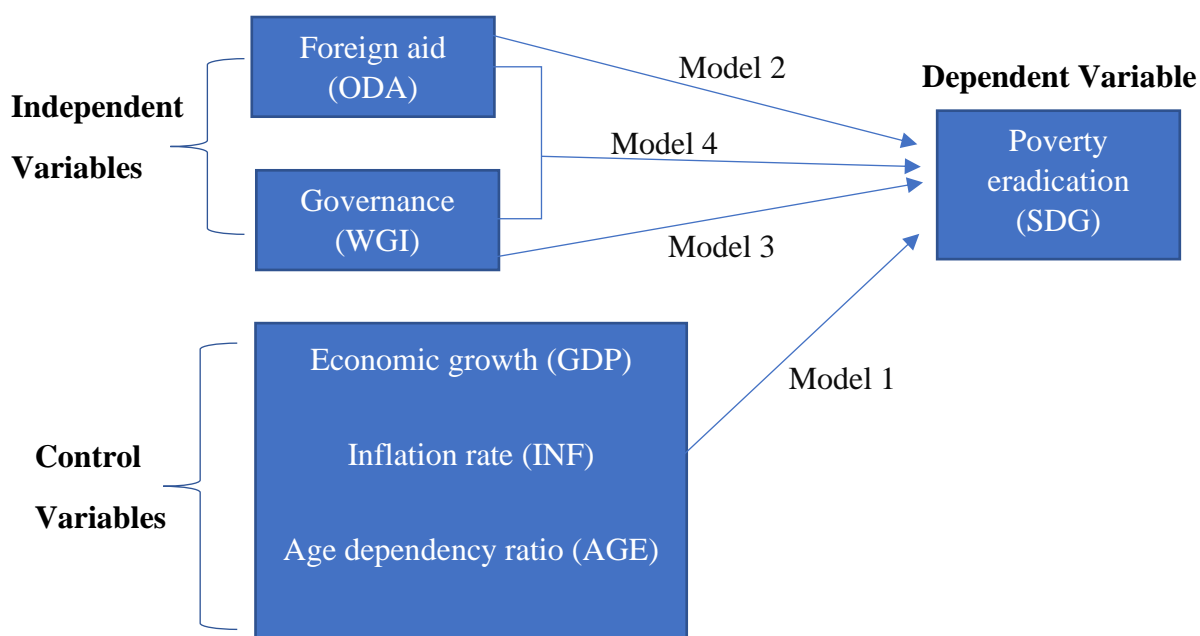 Independent
Variables
Foreign aid
(ODA)
Governance
(WGI)
Model 2
Model 4
Model 3
Dependent Variable
Poverty
eradication
(SDG)
Control
Variables
Economic growth (GDP)
Inflation rate (INF)
Age dependency ratio (AGE)
Model 1